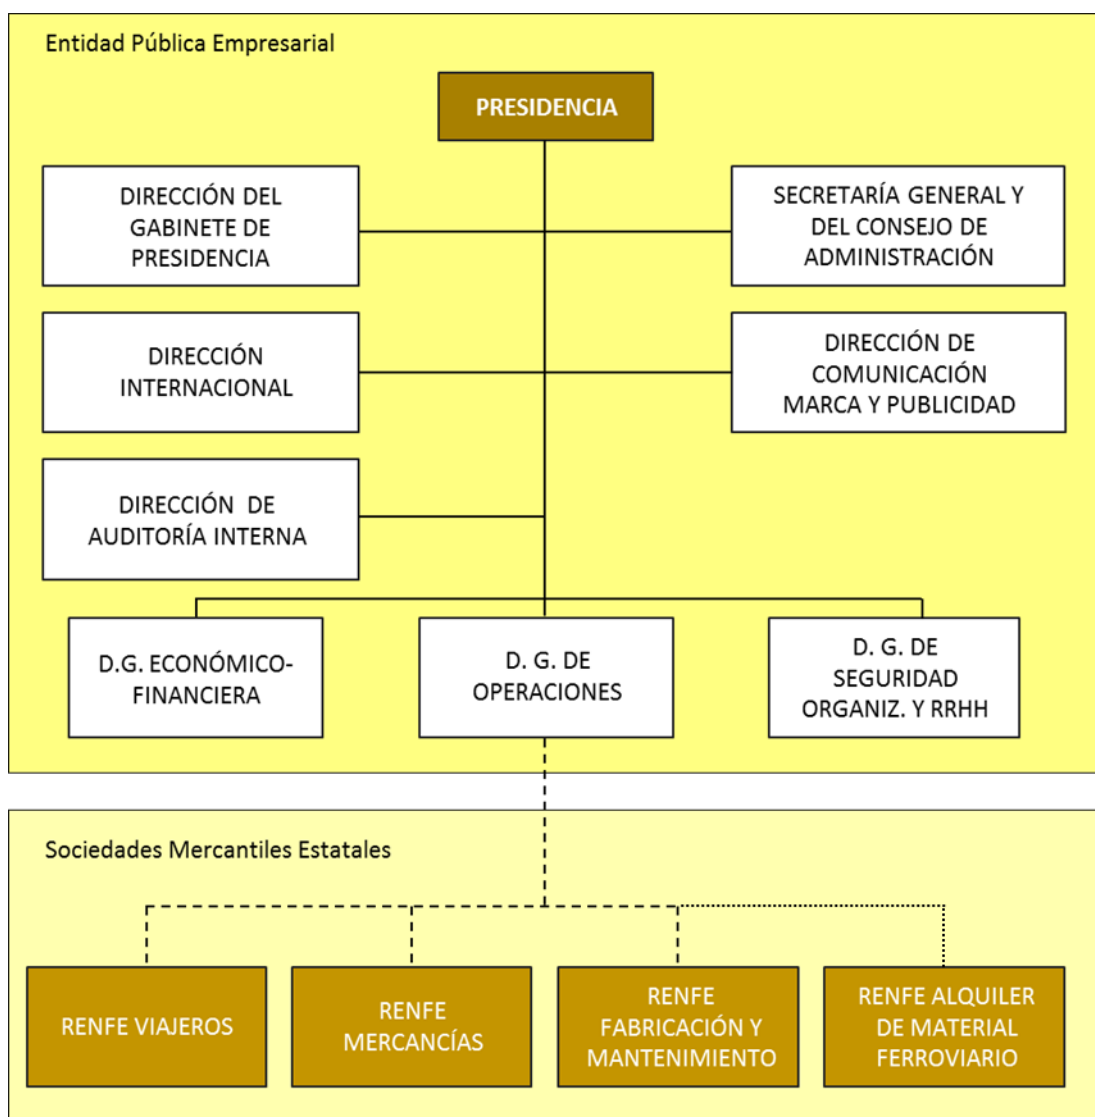 Entidad Pública Empresarial
PRESIDENCIA
DIRECCIÓN DEL
GABINETE DE
PRESIDENCIA
SECRETARÍA GENERAL Y
DEL CONSEJO DE
ADMINISTRACIÓN
DIRECCIÓN
INTERNACIONAL
DIRECCIÓN DE
COMUNICACIÓN
MARCA Y PUBLICIDAD
DIRECCIÓN DE
AUDITORÍA INTERNA
D.G. ECONÓMICO-
FINANCIERA
D. G. DE
OPERACIONES
D. G. DE
SEGURIDAD
ORGANIZ. Y RRHH
Sociedades Mercantiles Estatales
RENFE VIAJEROS
RENFE
MERCANCÍAS
RENFE
FABRICACIÓN Y
MANTENIMIENTO
RENFE ALQUILER
DE MATERIAL
FERROVIARIO